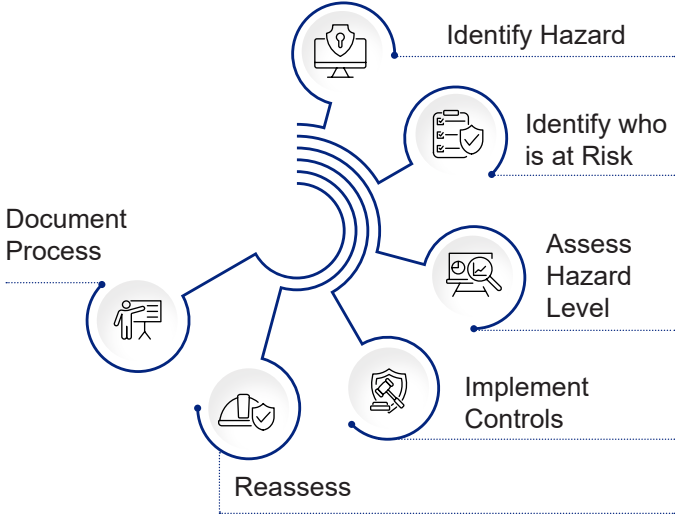 Identify Hazard
Identify who
is at Risk
Assess
Hazard
Level
Implement
Controls
Reassess
Document
Process